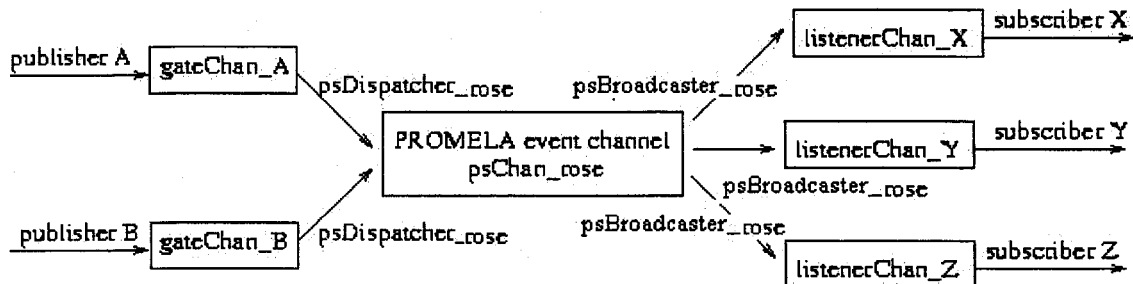 publisher A
gateChan_A
psDispatcher_rose
PROMELA event channel
psChan_rose
publisher B
gateChan_B
psDispatcher_rose
psBroadcaster_rose
listenerChan_X
subscriber X
listenerChan_Y
subscriber Y
psBroadcaster_rose
psBroadcaster_rose
listenerChan_Z
subscriber Z